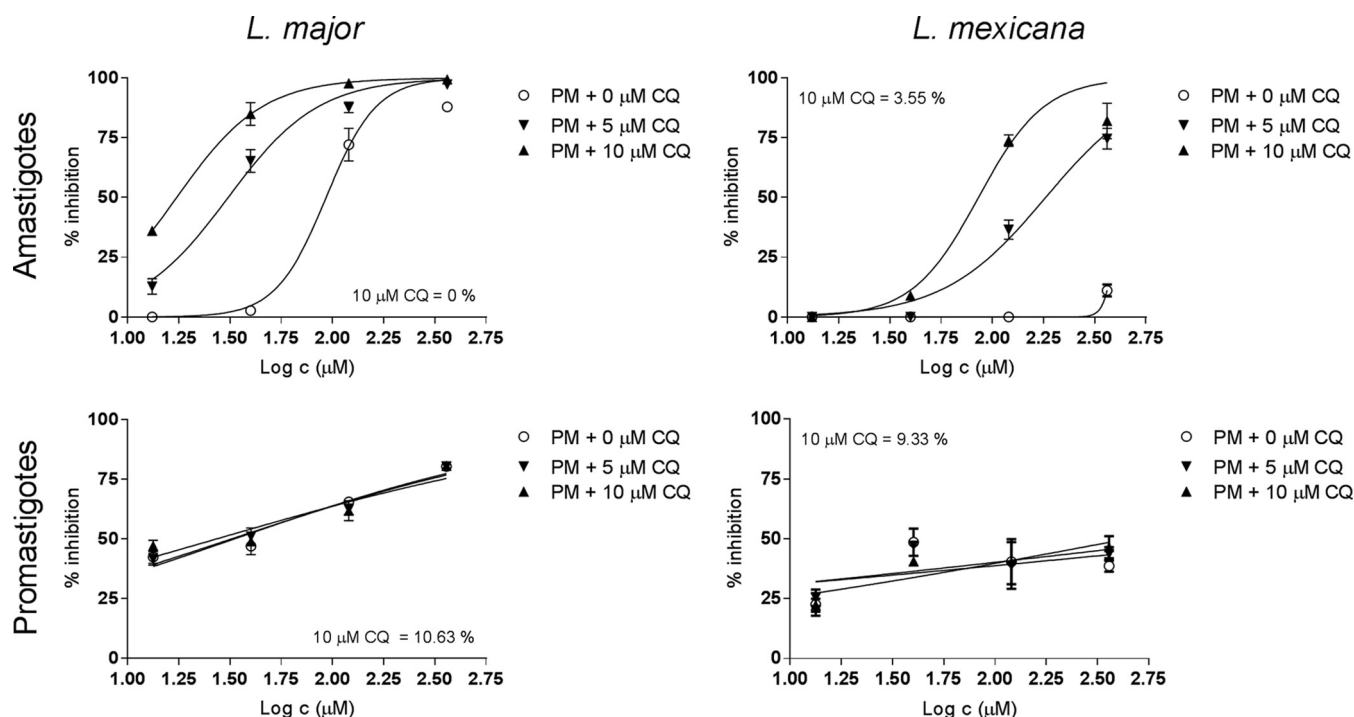 L. major
L. mexicana
Amastigotes
% inhibition
100
75
50
25
0
1.00 1.25 1.50 1.75 2.00 2.25 2.50 2.75
Log c (µM)
10 µM CQ = 0 %
PM + 0 µM CQ
PM + 5 µM CQ
PM + 10 µM CQ
% inhibition
100
75
50
25
0
1.00 1.25 1.50 1.75 2.00 2.25 2.50 2.75
Log c (µM)
10 µM CQ = 3.55 %
PM + 0 µM CQ
PM + 5 µM CQ
PM + 10 µM CQ
Promastigotes
% inhibition
100
75
50
25
0
1.00 1.25 1.50 1.75 2.00 2.25 2.50 2.75
Log c (µM)
10 µM CQ = 10.63 %
PM + 0 µM CQ
PM + 5 µM CQ
PM + 10 µM CQ
% inhibition
100
75
50
25
0
1.00 1.25 1.50 1.75 2.00 2.25 2.50 2.75
Log c (µM)
10 µM CQ = 9.33 %
PM + 0 µM CQ
PM + 5 µM CQ
PM + 10 µM CQ